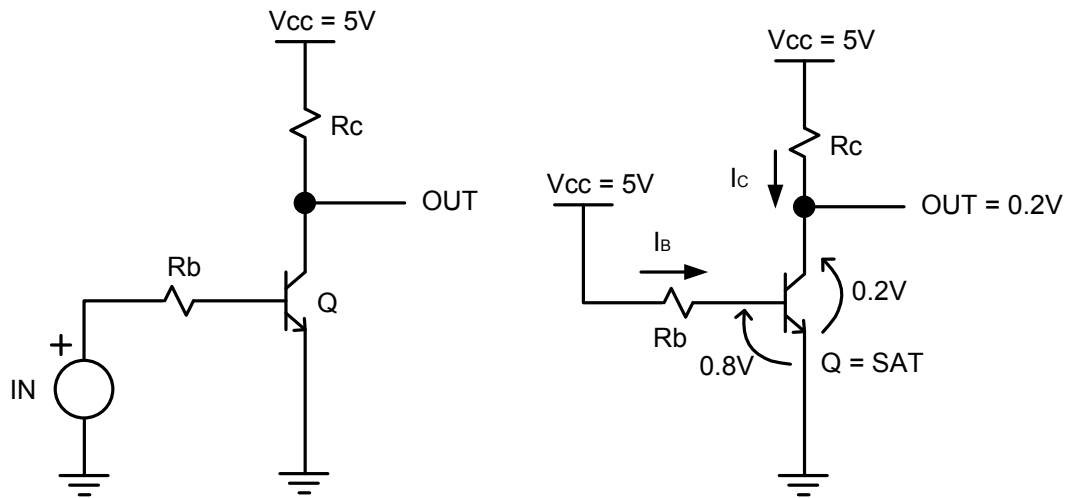 Vcc = 5V
Rc
OUT
Rb
Q
+
IN
Vcc = 5V
Rc
Vcc = 5V
IC
OUT = 0.2V
IB
0.2V
Rb
0.8V
Q = SAT